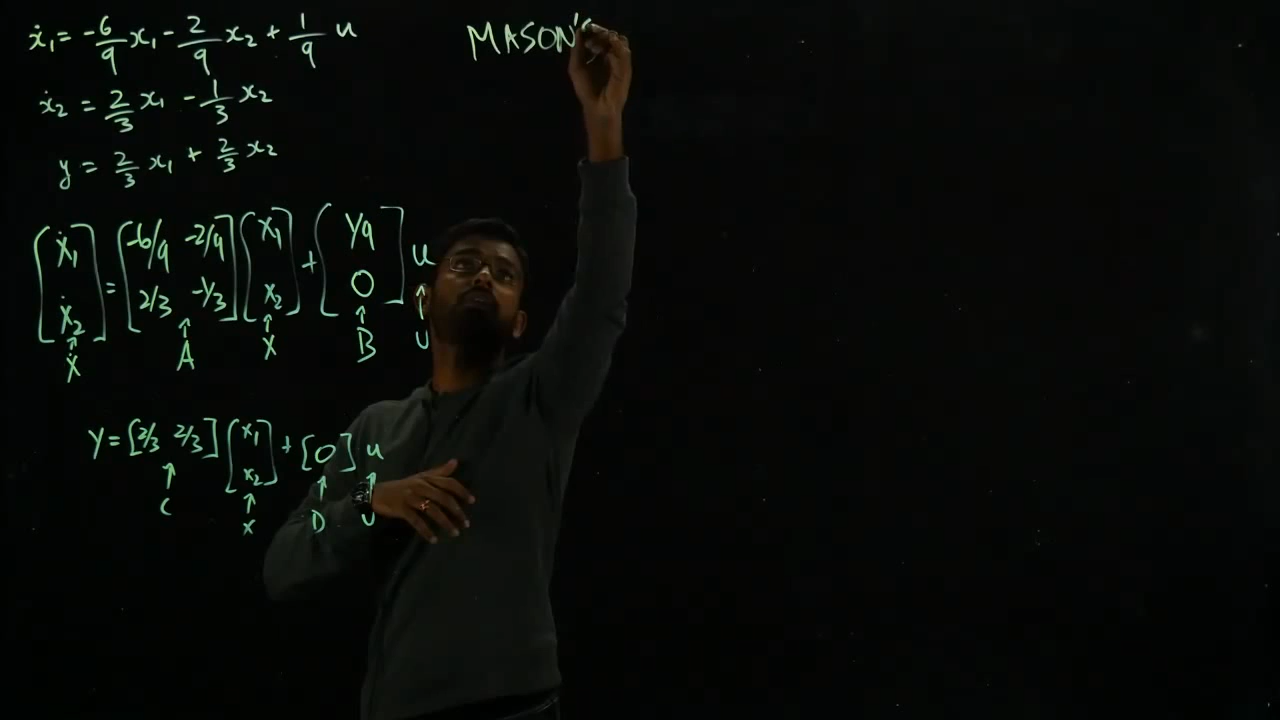 ẋ₁ = -6/9 x₁ - 2/9 x₂ + 1/9 u
ẋ₂ = 2/3 x₁ - 1/3 x₂
y = 2/3 x₁ + 2/3 x₂
[ẋ₁ ẋ₂] = [-6/9 -2/9 2/3 -1/3] [x₁ x₂] + [1/9 0] u
Ẋ A X B U
Y = [2/3 2/3] [x₁ x₂] + [0] u
C X D U
MASON'S